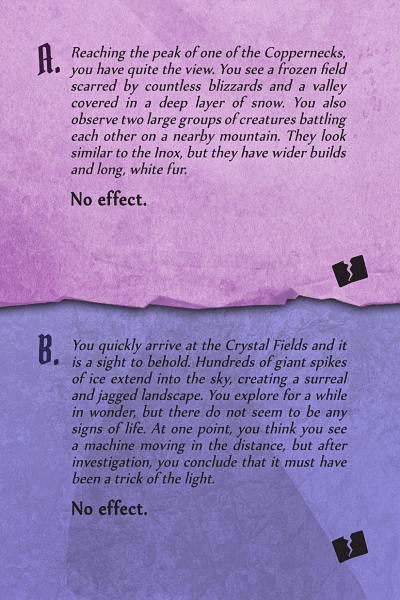 A. Reaching the peak of one of the Coppernecks,
you have quite the view. You see a frozen field
scarred by countless blizzards and a valley
covered in a deep layer of snow. You also
observe two large groups of creatures battling
each other on a nearby mountain. They look
similar to the Inox, but they have wider builds
and long, white fur.
No effect.
B. You quickly arrive at the Crystal Fields and it
is a sight to behold. Hundreds of giant spikes
of ice extend into the sky, creating a surreal
and jagged landscape. You explore for a while
in wonder, but there do not seem to be any
signs of life. At one point, you think you see
a machine moving in the distance, but after
investigation, you conclude that it must have
been a trick of the light.
No effect.